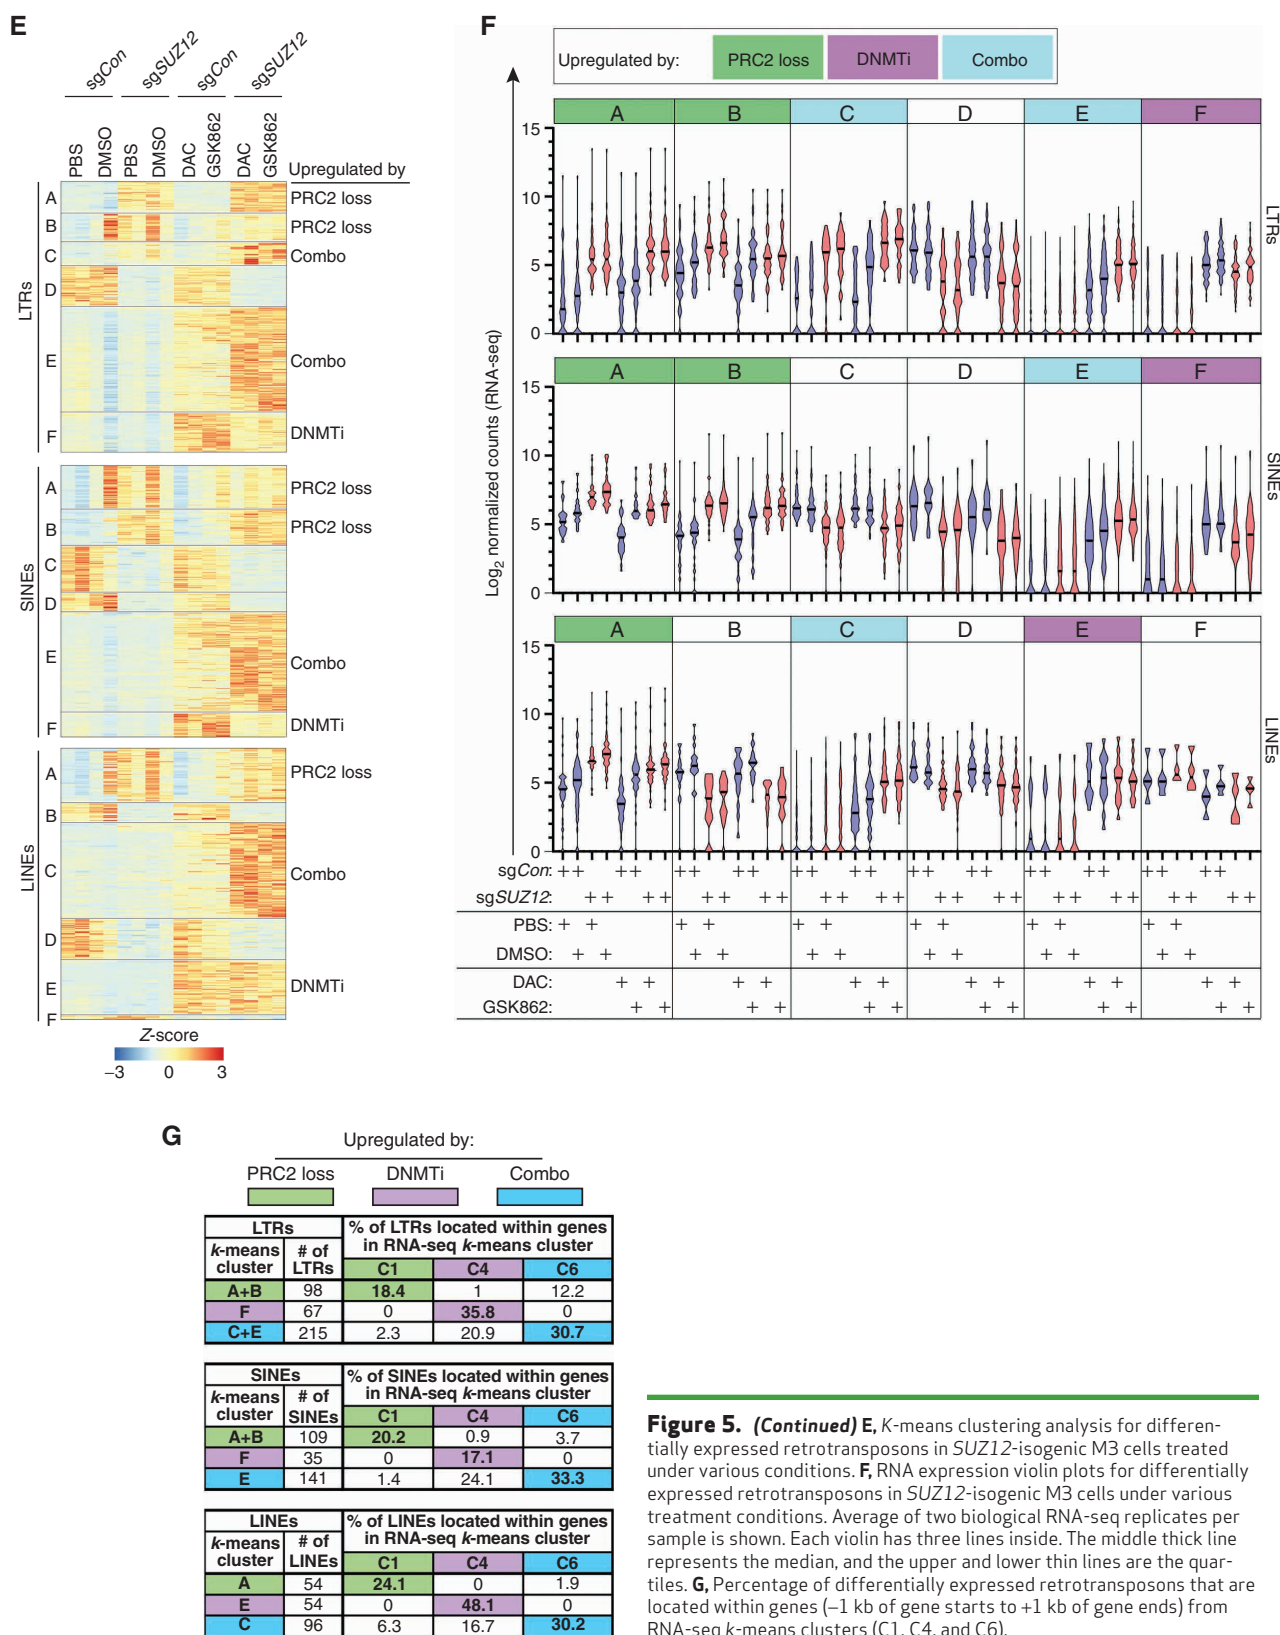 E
sgCon sgSUZ12 sgCon sgSUZ12
PBS DMSO PBS DMSO DAC GSK862 DAC GSK862
Upregulated by
LTRs
A PRC2 loss
B PRC2 loss
C Combo
D
E Combo
F DNMTi
SINEs
A PRC2 loss
B PRC2 loss
C
D
E Combo
F DNMTi
LINEs
A PRC2 loss
B
C Combo
D
E DNMTi
F
Z-score
−3 0 3
F
Upregulated by: PRC2 loss DNMTi Combo
Log2 normalized counts (RNA-seq)
A B C D E F
15
10
5
0
LTRs
A B C D E F
15
10
5
0
SINEs
A B C D E F
15
10
5
0
LINEs
sgCon: ++ ++ ++ ++ ++ ++ ++ ++ ++ ++ ++ ++
sgSUZ12: ++ ++ ++ ++ ++ ++ ++ ++ ++ ++ ++ ++
PBS: + + + + + + + + + + + +
DMSO: + + + + + + + + + + + +
DAC: + + + + + + + + + + + +
GSK862: + + + + + + + + + + + +
G
Upregulated by:
PRC2 loss DNMTi Combo
LTRs % of LTRs located within genes in RNA-seq k-means cluster
k-means cluster # of LTRs C1 C4 C6
A+B 98 18.4 1 12.2
F 67 0 35.8 0
C+E 215 2.3 20.9 30.7
SINEs % of SINEs located within genes in RNA-seq k-means cluster
k-means cluster # of SINEs C1 C4 C6
A+B 109 20.2 0.9 3.7
F 35 0 17.1 0
E 141 1.4 24.1 33.3
LINEs % of LINEs located within genes in RNA-seq k-means cluster
k-means cluster # of LINEs C1 C4 C6
A 54 24.1 0 1.9
E 54 0 48.1 0
C 96 6.3 16.7 30.2
Figure 5. (Continued) E, K-means clustering analysis for differen-
tially expressed retrotransposons in SUZ12-isogenic M3 cells treated
under various conditions. F, RNA expression violin plots for differentially
expressed retrotransposons in SUZ12-isogenic M3 cells under various
treatment conditions. Average of two biological RNA-seq replicates per
sample is shown. Each violin has three lines inside. The middle thick line
represents the median, and the upper and lower thin lines are the quar-
tiles. G, Percentage of differentially expressed retrotransposons that are
located within genes (−1 kb of gene starts to +1 kb of gene ends) from
RNA-seq k-means clusters (C1, C4, and C6).